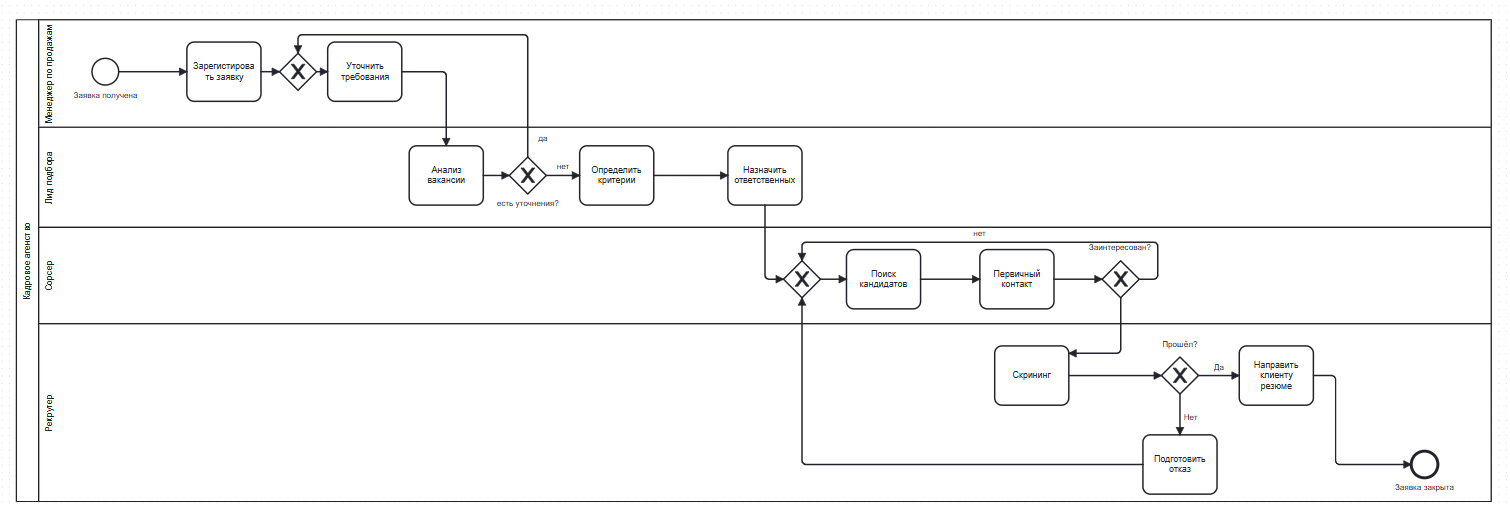 Кадровое агенство
Менеджер по продажам
Заявка получена
Зарегистирова
ть заявку
Уточнить
требования
Лид подбора
Анализ
вакансии
да
есть уточнения?
нет
Определить
критерии
Назначить
ответственных
Сорсер
нет
Поиск
кандидатов
Первичный
контакт
Заинтересован?
Рекрутер
Скрининг
Прошёл?
Да
Направить
клиенту
резюме
Нет
Подготовить
отказ
Заявка закрыта